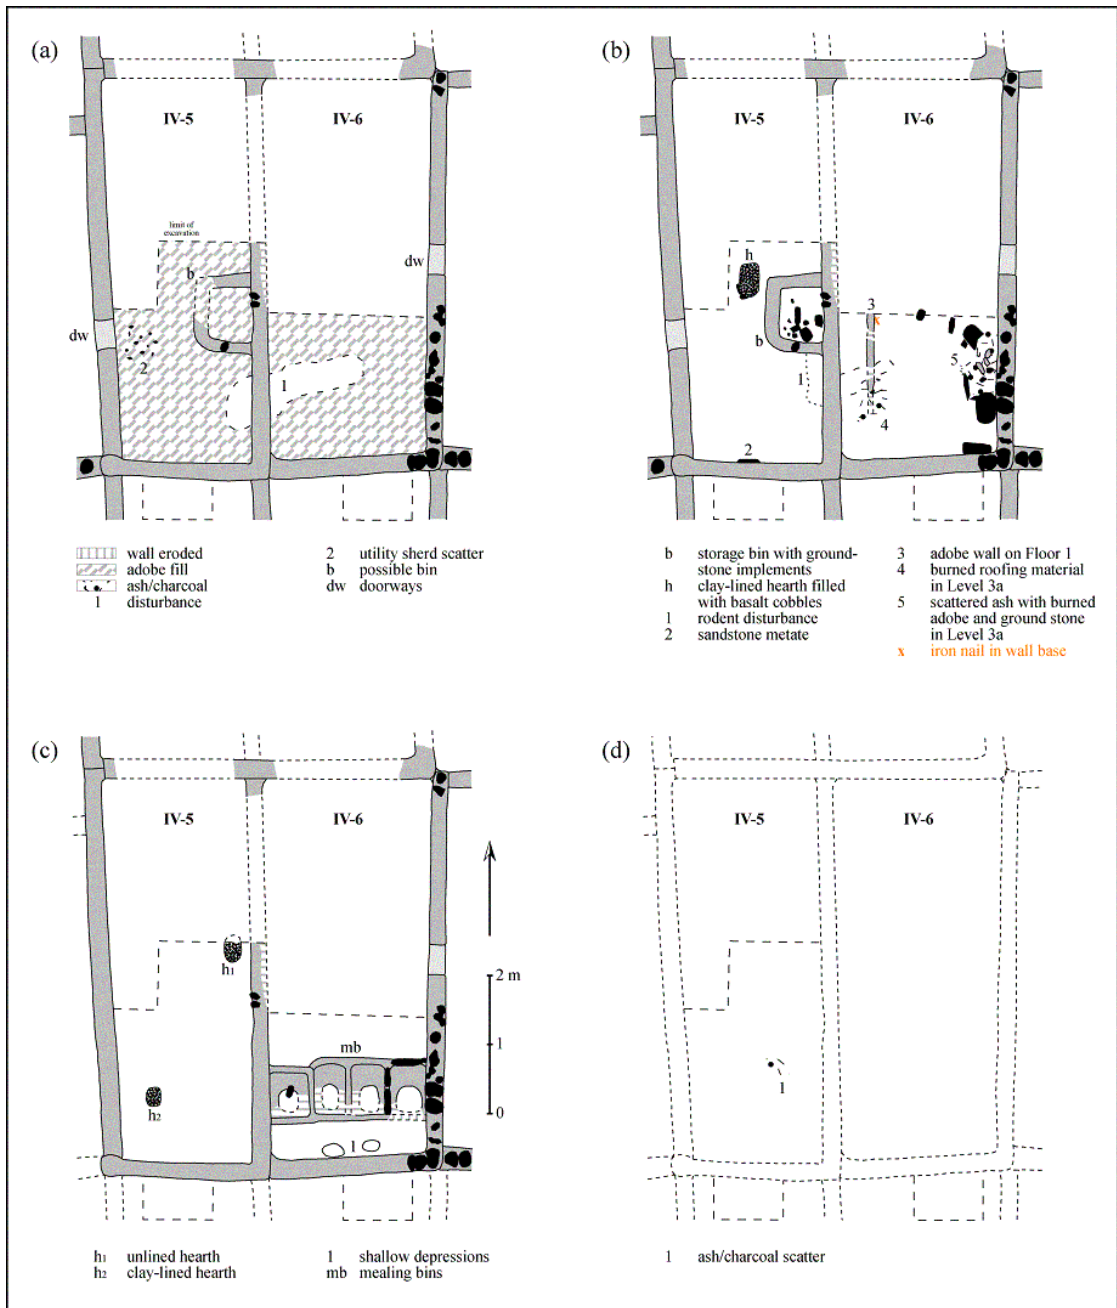 (a)
IV-5
IV-6
limit of
excavation
b
dw
dw
2
1
wall eroded
adobe fill
ash/charcoal
1 disturbance
2 utility sherd scatter
b possible bin
dw doorways
(b)
IV-5
IV-6
h
3
x
b
5
1
4
2
b storage bin with ground-
stone implements
h clay-lined hearth filled
with basalt cobbles
1 rodent disturbance
2 sandstone metate
3 adobe wall on Floor 1
4 burned roofing material
in Level 3a
5 scattered ash with burned
adobe and ground stone
in Level 3a
x iron nail in wall base
(c)
IV-5
IV-6
h1
2 m
mb
1
h2
0
1
h1 unlined hearth
h2 clay-lined hearth
1 shallow depressions
mb mealing bins
(d)
IV-5
IV-6
1
1 ash/charcoal scatter